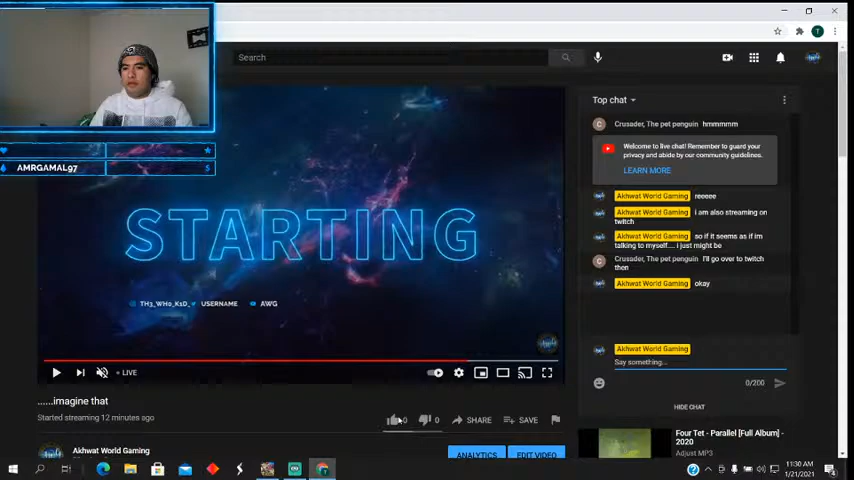 Search
AMRGAMAL97
5
STARTING
TH3_WH0_K1D_
USERNAME
AWG
LIVE
......imagine that
Started streaming 12 minutes ago
0
0
SHARE
SAVE
Akhwat World Gaming
ANALYTICS
EDIT VIDEO
Top chat
Crusader, The pet penguin hmmmmm
Welcome to live chat! Remember to guard your
privacy and abide by our community guidelines.
LEARN MORE
Akhwat World Gaming reeeee
Akhwat World Gaming i am also streaming on
twitch
Akhwat World Gaming so if it seems as if im
talking to myself.... i just might be
Crusader, The pet penguin I'll go over to twitch
then
Akhwat World Gaming okay
Akhwat World Gaming
Say something...
0/200
HIDE CHAT
Four Tet - Parallel [Full Album] -
2020
Adjust MP3
11:30 AM
1/21/2021